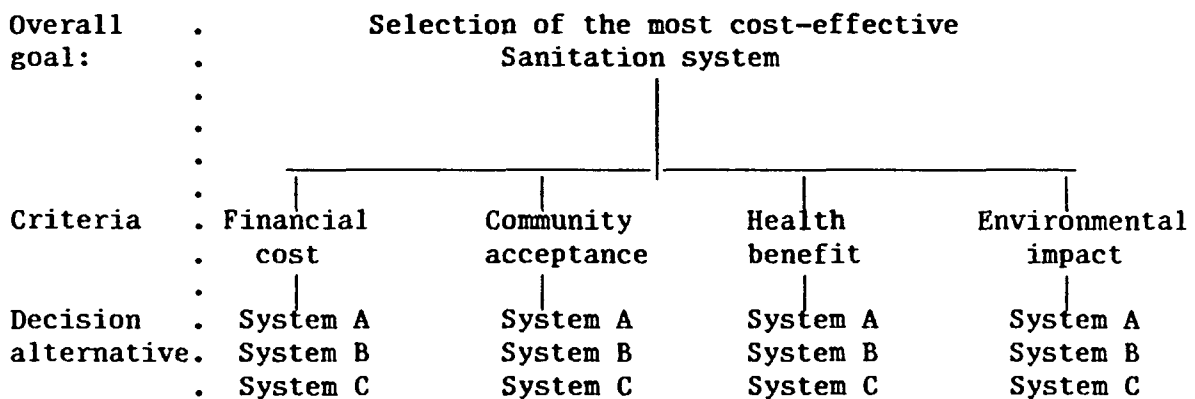 Overall . Selection of the most cost-effective
goal: . Sanitation system
.
.
.
.
Criteria . Financial Community Health Environmental
. cost acceptance benefit impact
.
Decision . System A System A System A System A
alternative. System B System B System B System B
. System C System C System C System C